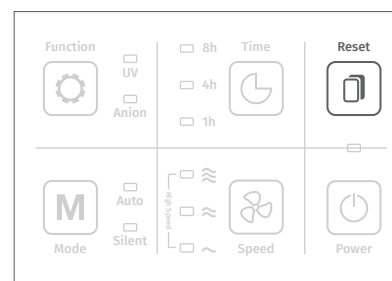 Function
UV
Anion
8h
Time
4h
1h
Reset
M
Mode
Auto
Silent
High Speed
Speed
Power